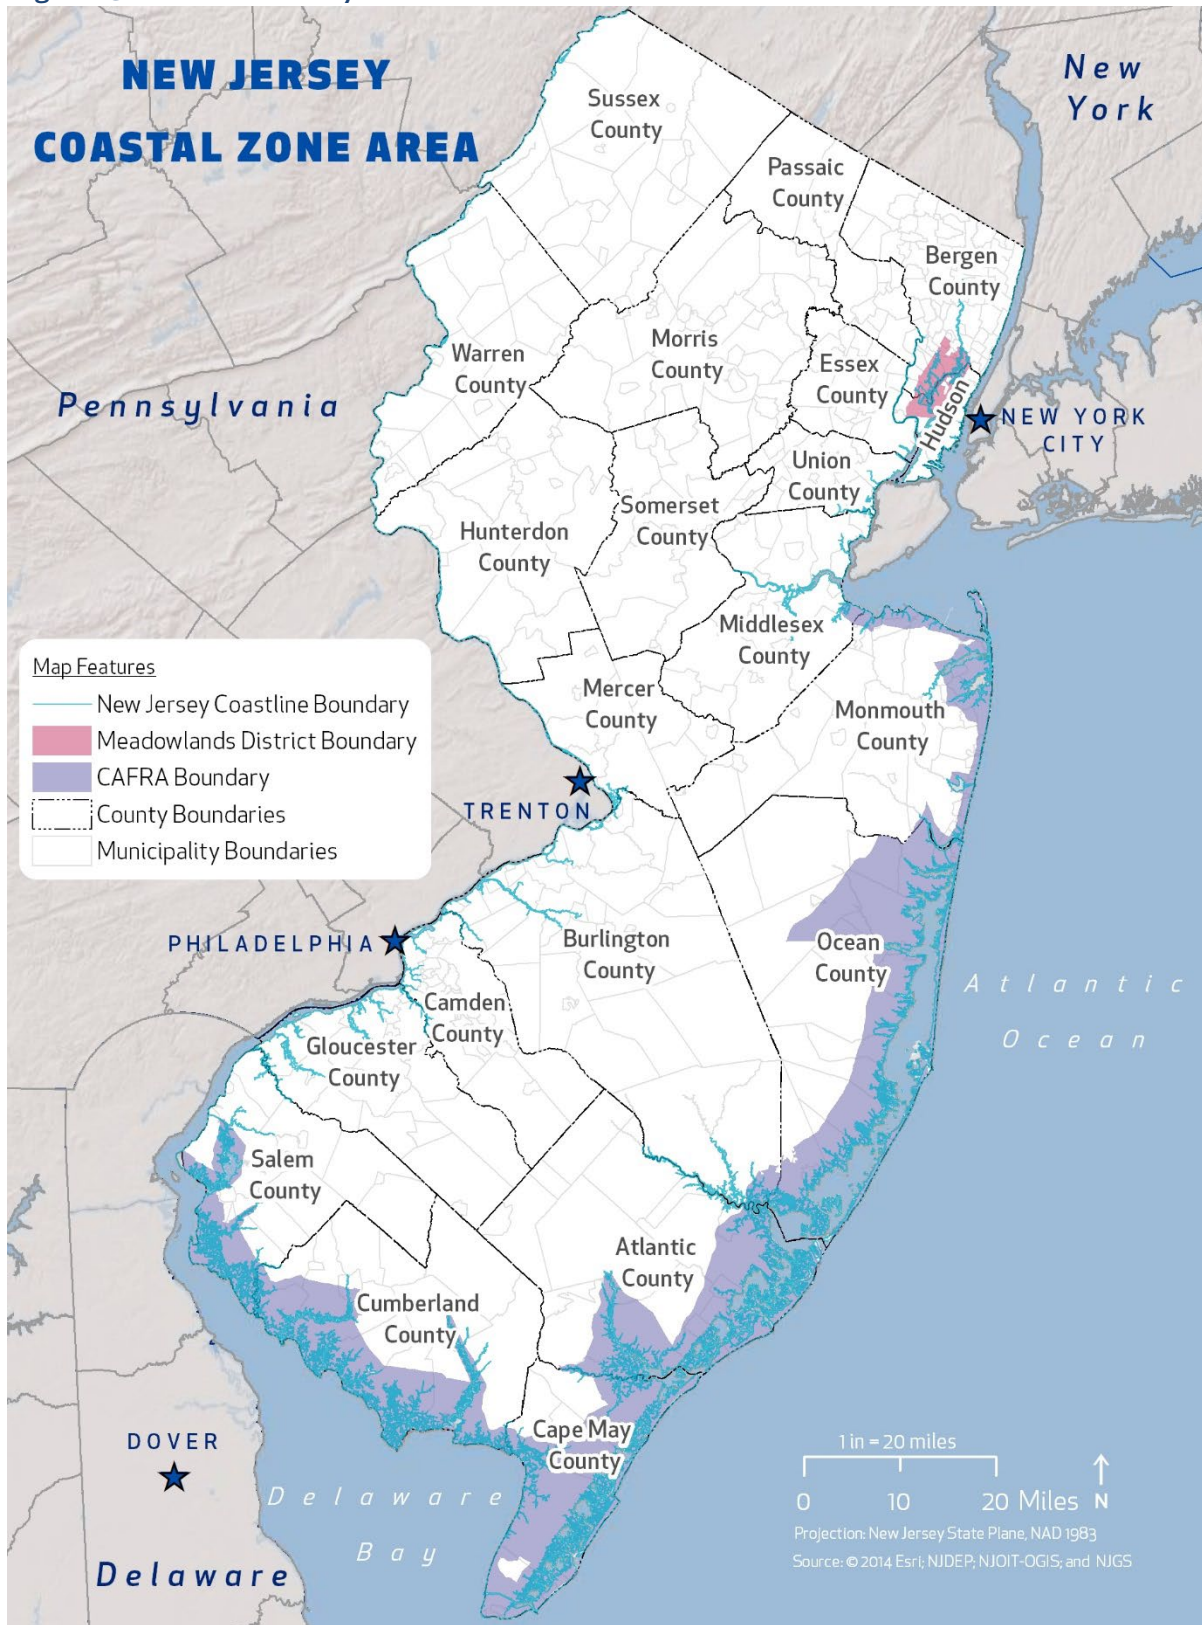 NEW JERSEY
COASTAL ZONE AREA
New
York
Sussex
County
Passaic
County
Bergen
County
Warren
County
Morris
County
Essex
County
Hudson
NEW YORK
CITY
Pennsylvania
Union
County
Somerset
County
Hunterdon
County
Middlesex
County
Mercer
County
Monmouth
County
Map Features
New Jersey Coastline Boundary
Meadowlands District Boundary
CAFRA Boundary
County Boundaries
Municipality Boundaries
TRENTON
PHILADELPHIA
Burlington
County
Ocean
County
Camden
County
Gloucester
County
Atlantic
Ocean
Salem
County
Atlantic
County
Cumberland
County
Cape May
County
DOVER
Delaware
Bay
Delaware
1 in = 20 miles
0 10 20 Miles N
Projection: New Jersey State Plane, NAD 1983
Source: © 2014 Esri; NJDEP; NJOIT-OGIS; and NJGS